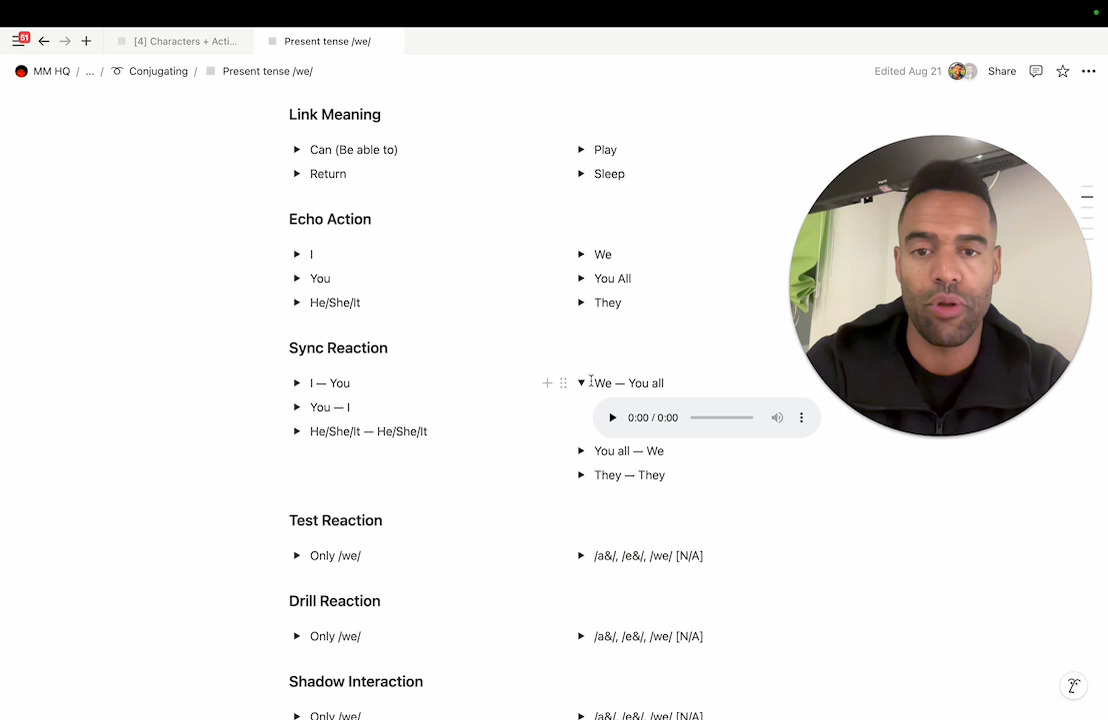 51
[4] Characters + Acti...
Present tense /we/
MM HQ / ... / Conjugating / Present tense /we/
Edited Aug 21
Share
Link Meaning
Can (Be able to)
Play
Return
Sleep
Echo Action
I
We
You
You All
He/She/It
They
Sync Reaction
I — You
We — You all
0:00 / 0:00
You — I
He/She/It — He/She/It
You all — We
They — They
Test Reaction
Only /we/
/a&/, /e&/, /we/ [N/A]
Drill Reaction
Only /we/
/a&/, /e&/, /we/ [N/A]
Shadow Interaction
Only /we/
/a&/, /e&/, /we/ [N/A]